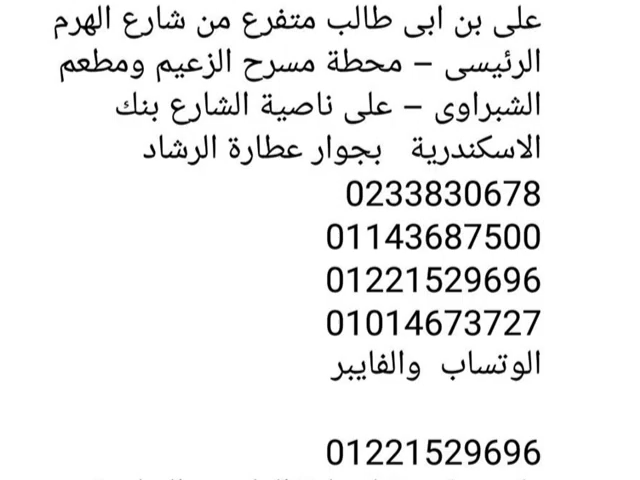 على بن ابى طالب متفرع من شارع الهرم
الرئيسى – محطة مسرح الزعيم ومطعم
الشبراوى – على ناصية الشارع بنك
الاسكندرية بجوار عطارة الرشاد
0233830678
01143687500
01221529696
01014673727
الوتساب والفايبر
01221529696